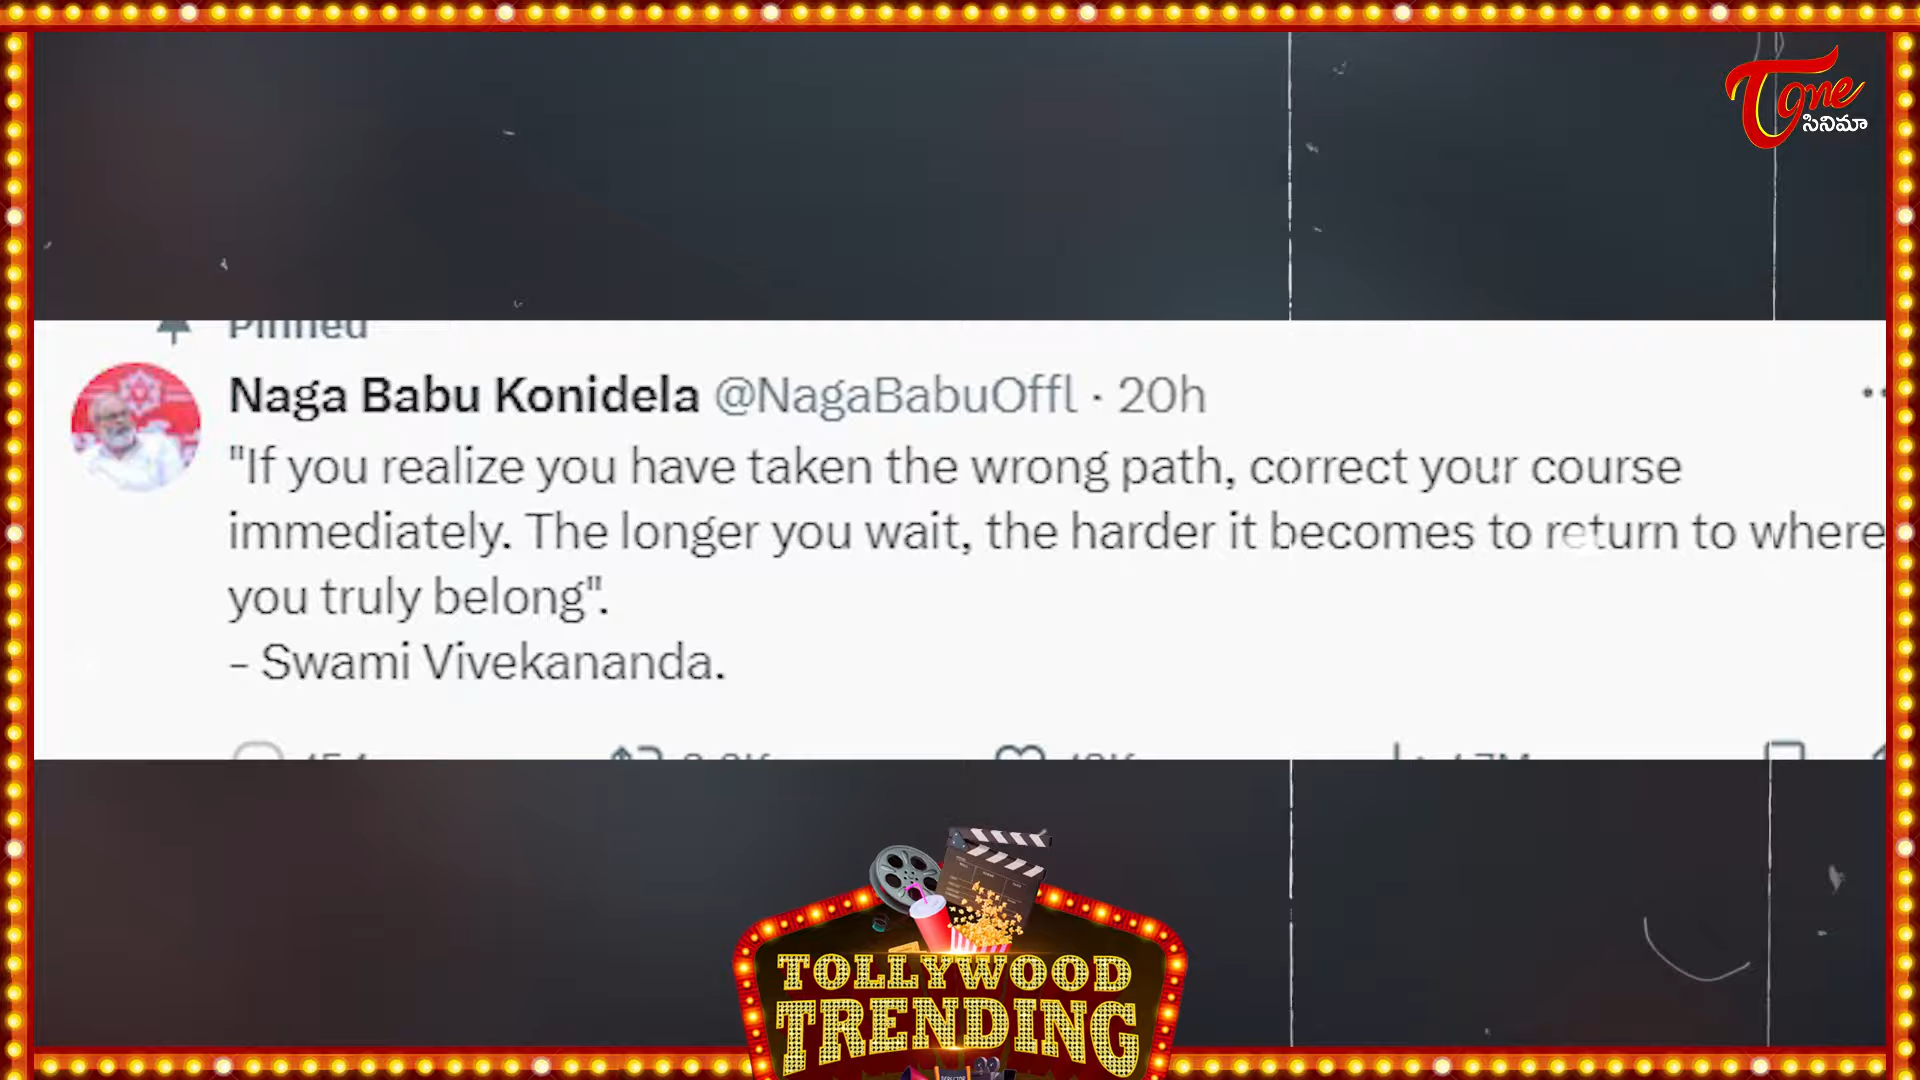 Tone
సినిమా
Pinned
Naga Babu Konidela @NagaBabuOffl · 20h
"If you realize you have taken the wrong path, correct your course
immediately. The longer you wait, the harder it becomes to return to where
you truly belong".
- Swami Vivekananda.
TOLLYWOOD
TRENDING